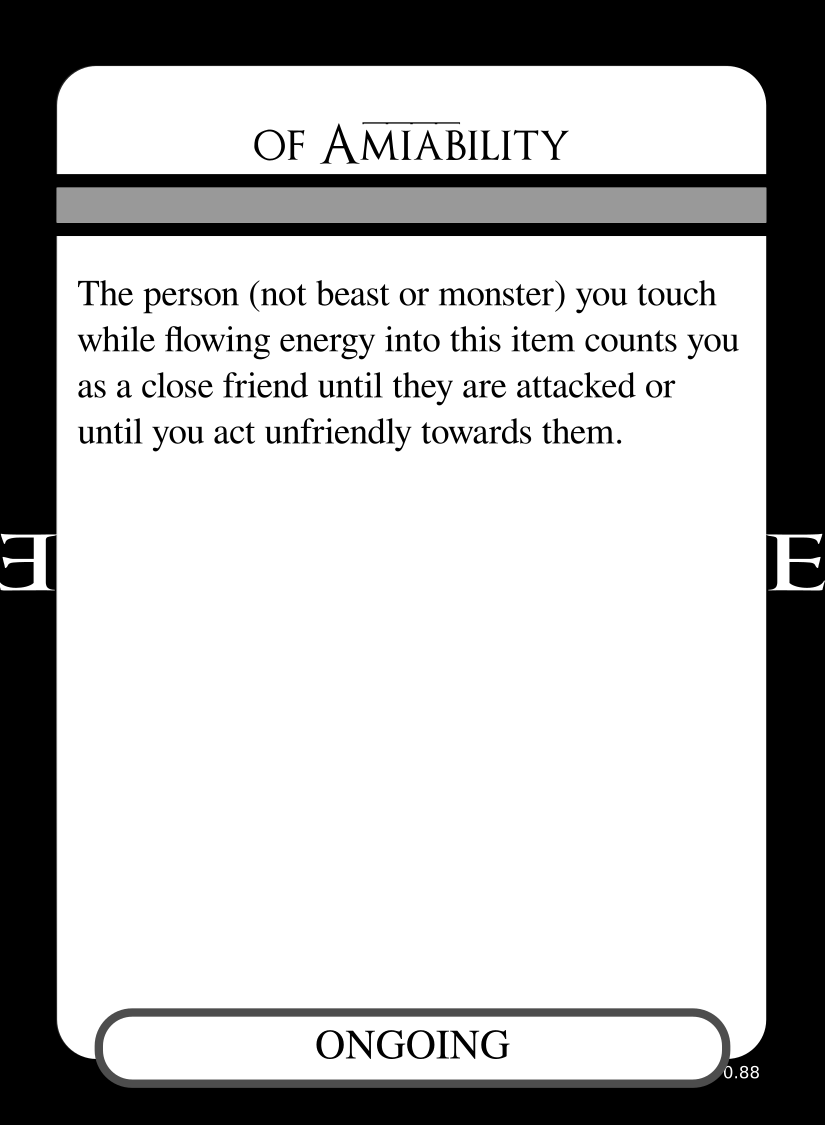 OF AMIABILITY
The person (not beast or monster) you touch
while flowing energy into this item counts you
as a close friend until they are attacked or
until you act unfriendly towards them.
E E
ONGOING
0.88